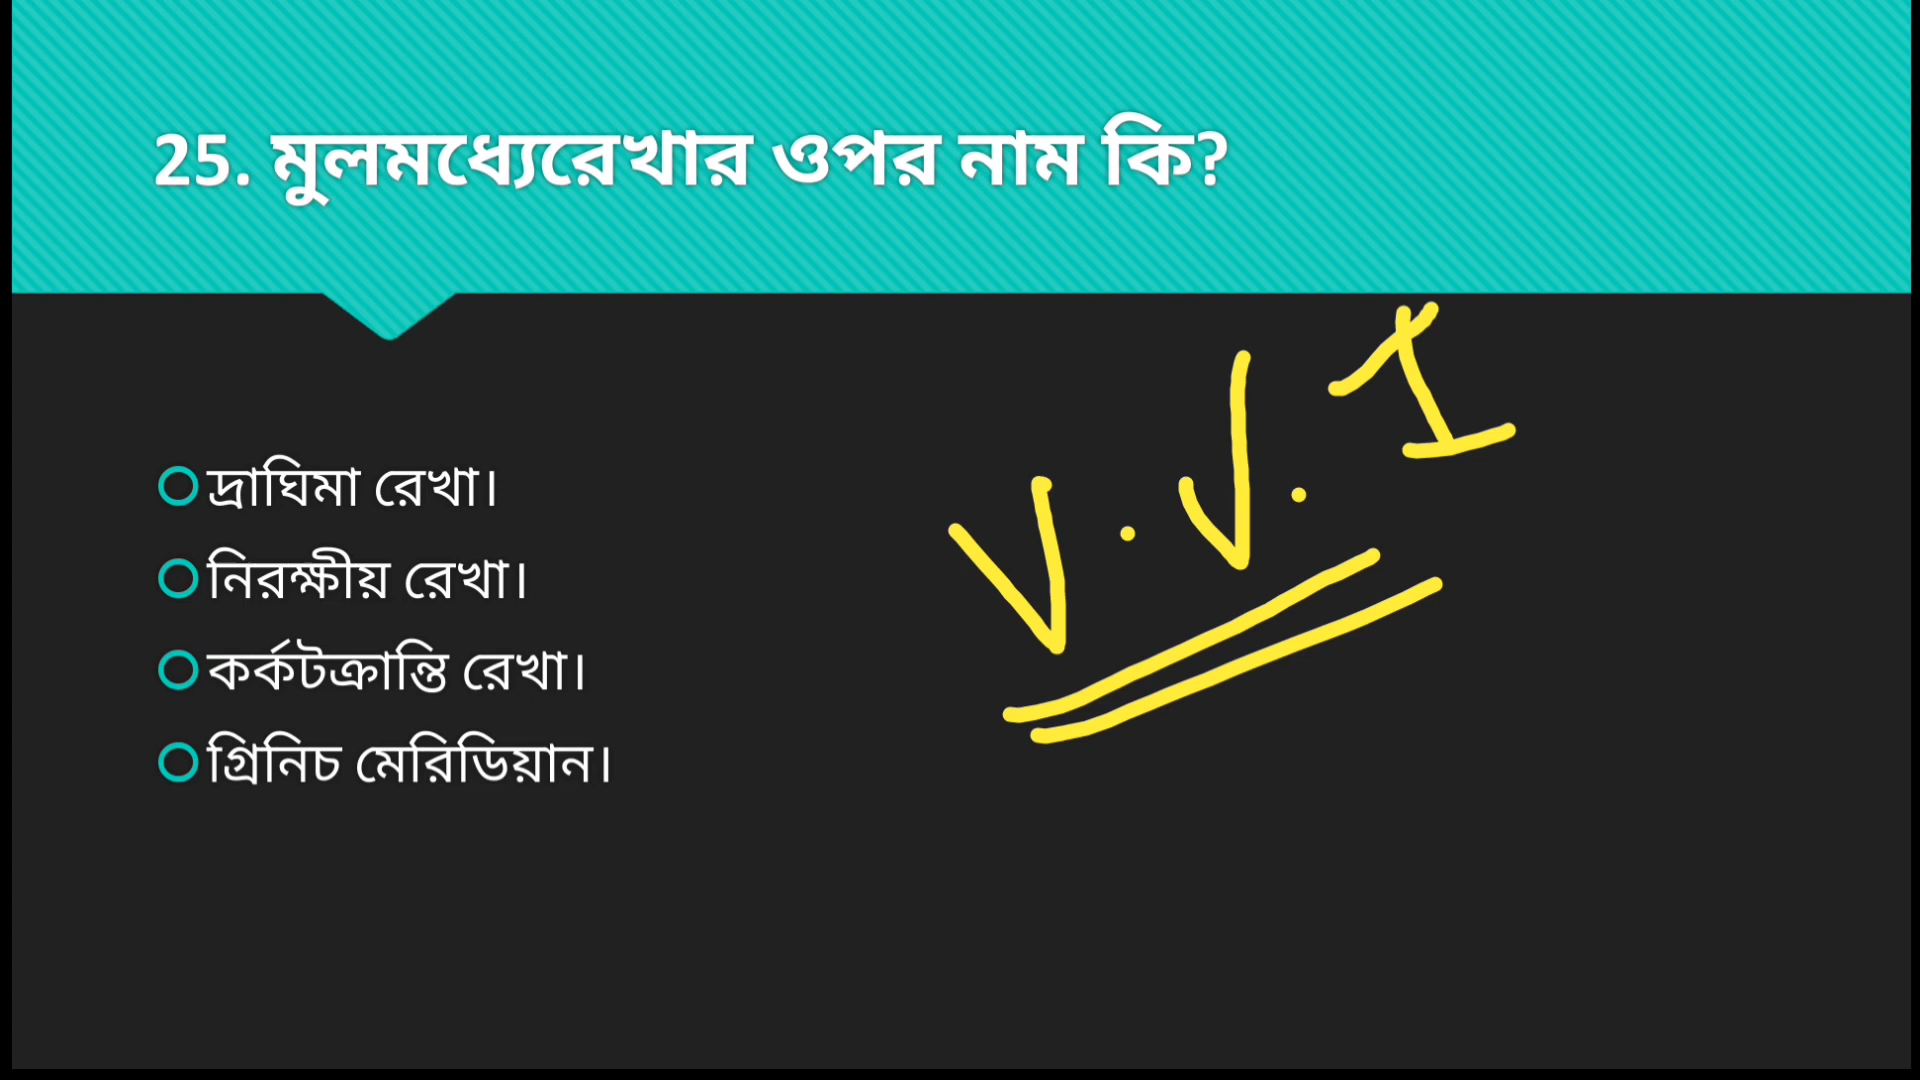 25. মুলমধ্যেরেখার ওপর নাম কি?
দ্রাঘিমা রেখা।
নিরক্ষীয় রেখা।
কর্কটক্রান্তি রেখা।
গ্রিনিচ মেরিডিয়ান।
V.V.I